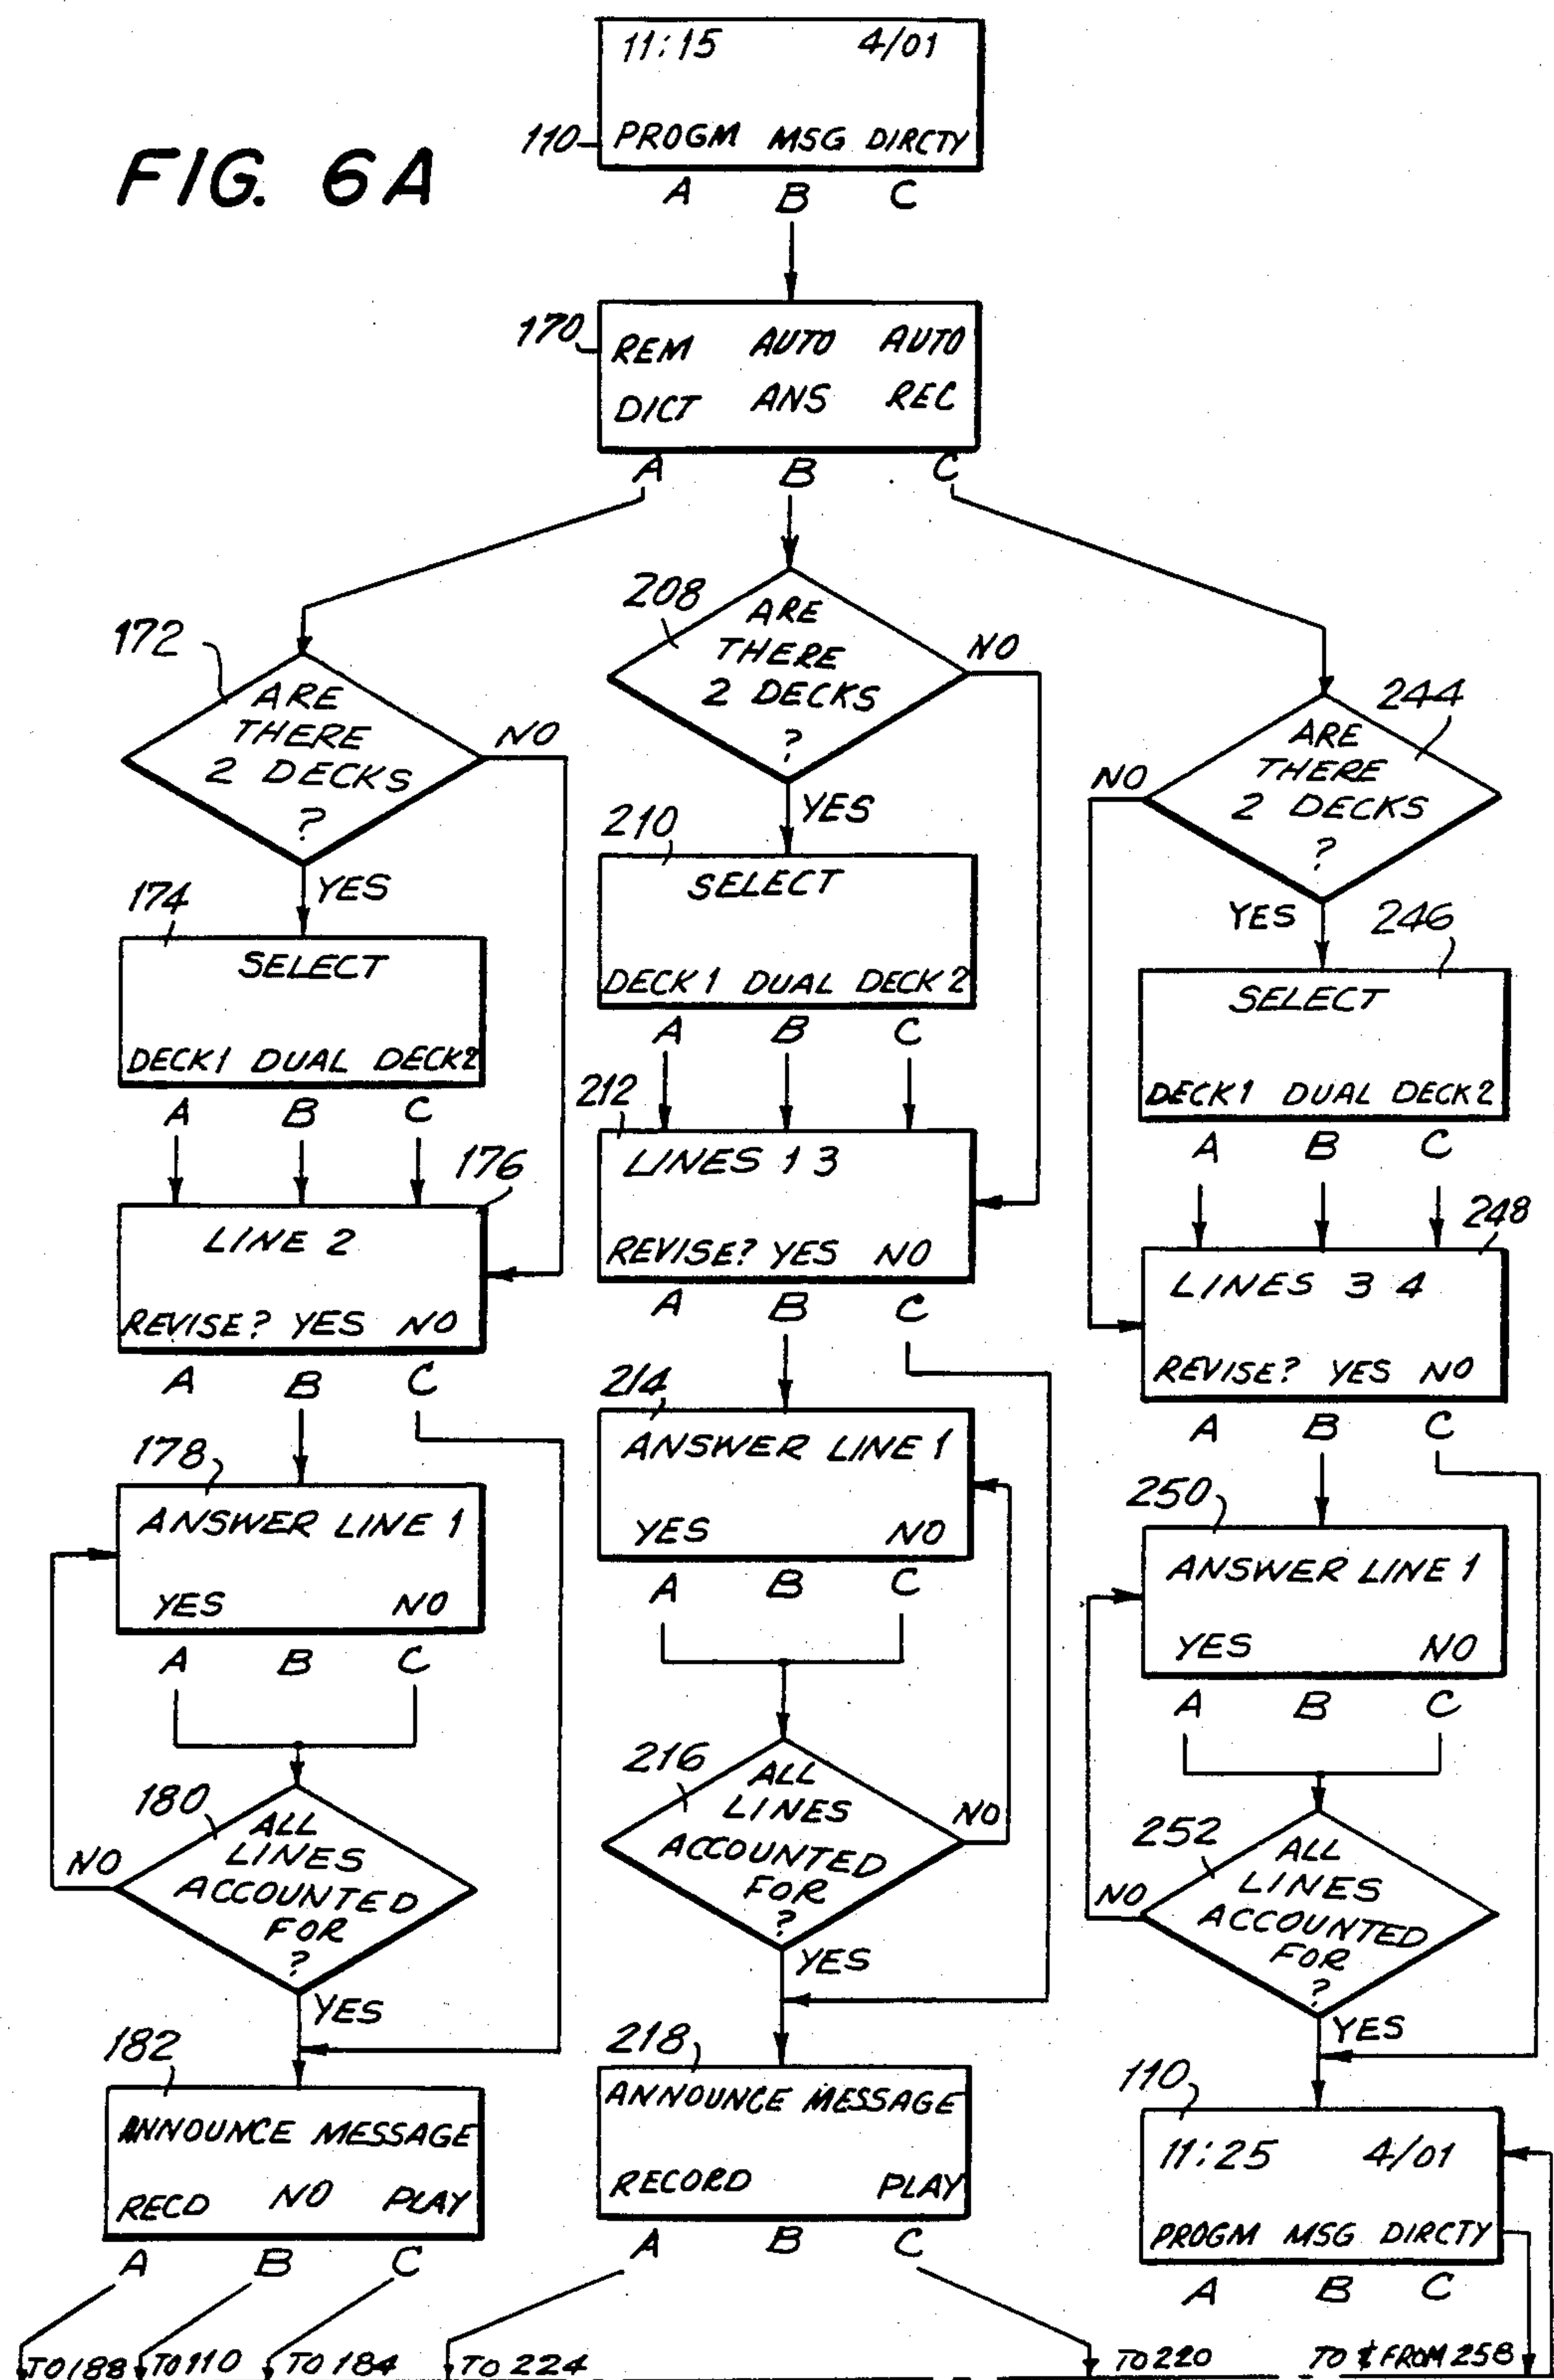 FIG. 6A
11:15 4/01
110 PROGM MSG DIRCTY
A B C
170
REM AUTO AUTO
DICT ANS REC
A B C
172
ARE
THERE
2 DECKS
?
NO
YES
174
SELECT
DECK1 DUAL DECK2
A B C
176
LINE 2
REVISE? YES NO
A B C
178
ANSWER LINE 1
YES NO
A B C
180
ALL
LINES
ACCOUNTED
FOR
?
NO
YES
182
ANNOUNCE MESSAGE
RECD NO PLAY
A B C
TO 188 TO 110 TO 184
208
ARE
THERE
2 DECKS
?
NO
YES
210
SELECT
DECK 1 DUAL DECK 2
A B C
212
LINES 1 3
REVISE? YES NO
A B C
214
ANSWER LINE 1
YES NO
A B C
216
ALL
LINES
ACCOUNTED
FOR
?
NO
YES
218
ANNOUNCE MESSAGE
RECORD PLAY
A B C
TO 224 TO 220
244
ARE
THERE
2 DECKS
?
NO
YES
246
SELECT
DECK1 DUAL DECK2
A B C
248
LINES 3 4
REVISE? YES NO
A B C
250
ANSWER LINE 1
YES NO
A B C
252
ALL
LINES
ACCOUNTED
FOR
?
NO
YES
110
11:25 4/01
PROGM MSG DIRCTY
A B C
TO & FROM 258